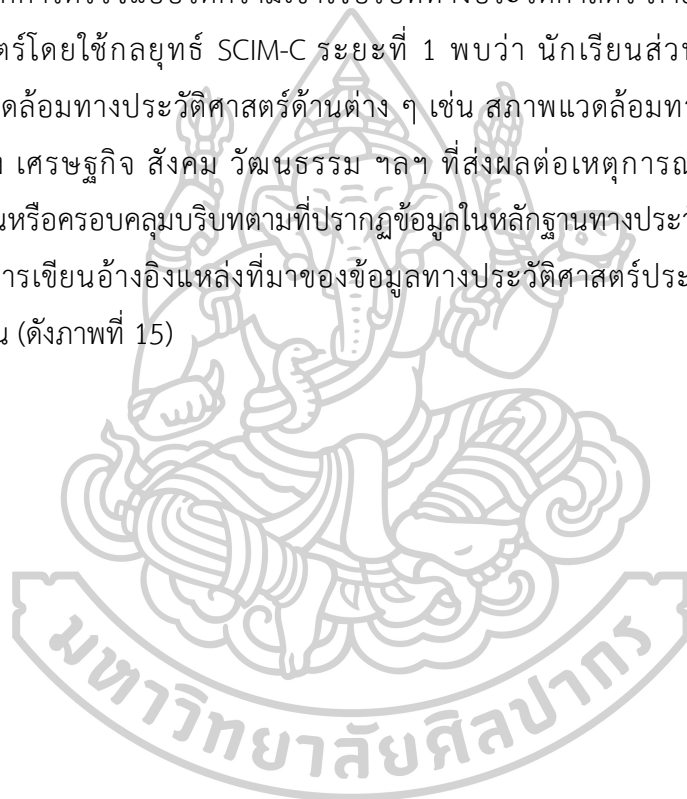 ตร์โดยใช้กลยุทธ์ SCIM-C ระยะที่ 1 พบว่า นักเรียนส่วน
ดล้อมทางประวัติศาสตร์ด้านต่าง ๆ เช่น สภาพแวดล้อมทา
เศรษฐกิจ สังคม วัฒนธรรม ฯลฯ ที่ส่งผลต่อเหตุการณ
นหรือครอบคลุมบริบทตามที่ปรากฏข้อมูลในหลักฐานทางประวั
การเขียนอ้างอิงแหล่งที่มาของข้อมูลทางประวัติศาสตร์ประ
น (ดังภาพที่ 15)
มหาวิทยาลัยศิลปากร